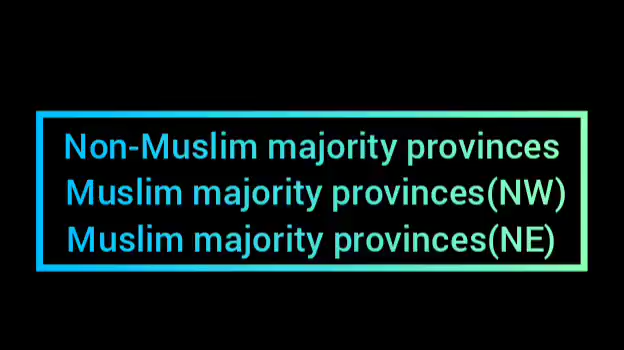 Non-Muslim majority provinces
Muslim majority provinces(NW)
Muslim majority provinces(NE)